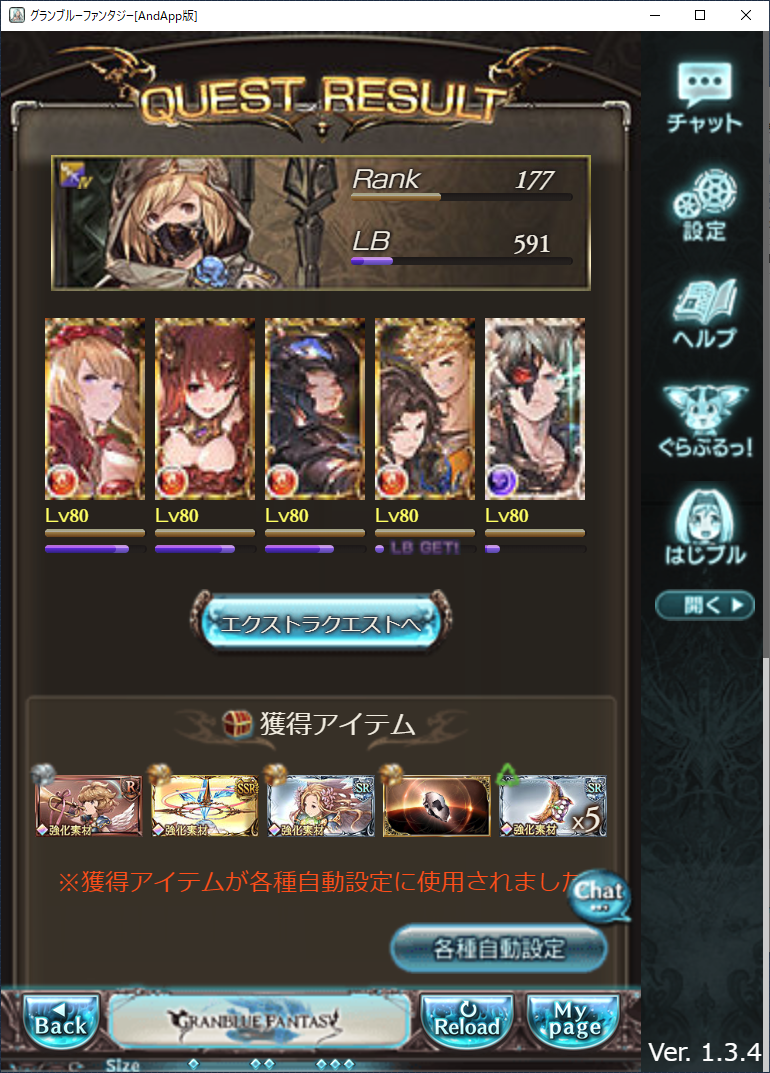 グランブルーファンタジー[AndApp版]
QUEST RESULT
IV
Rank 177
LB 591
Lv80 Lv80 Lv80 Lv80 Lv80
LB GET!
エクストラクエストへ
獲得アイテム
R SSR SR SR
強化素材 強化素材 強化素材 強化素材 x5
※獲得アイテムが各種自動設定に使用されました
Chat
各種自動設定
Back GRANBLUE FANTASY Reload My page
Size
チャット
設定
ヘルプ
ぐらぶるっ!
はじブル
開く
Ver. 1.3.4